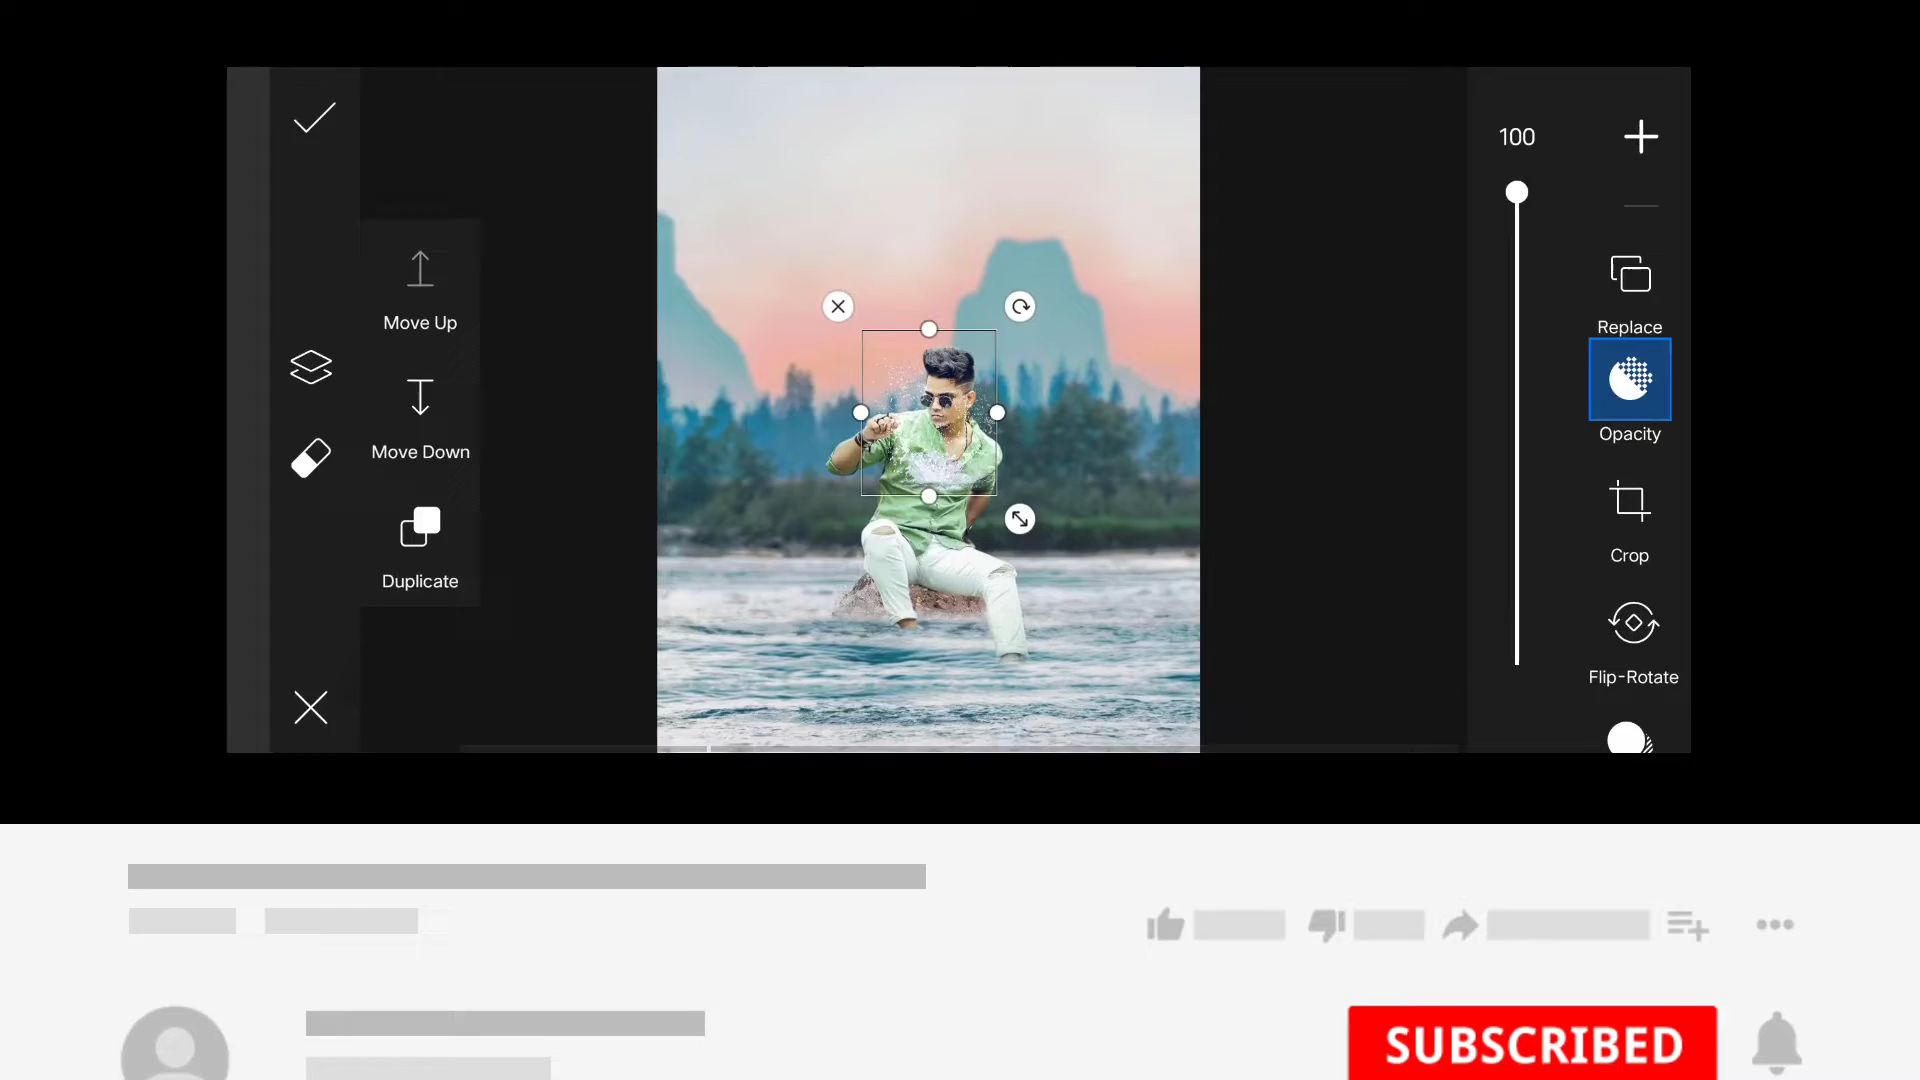 100
Move Up
Replace
Move Down
Opacity
Crop
Duplicate
Flip-Rotate
SUBSCRIBED